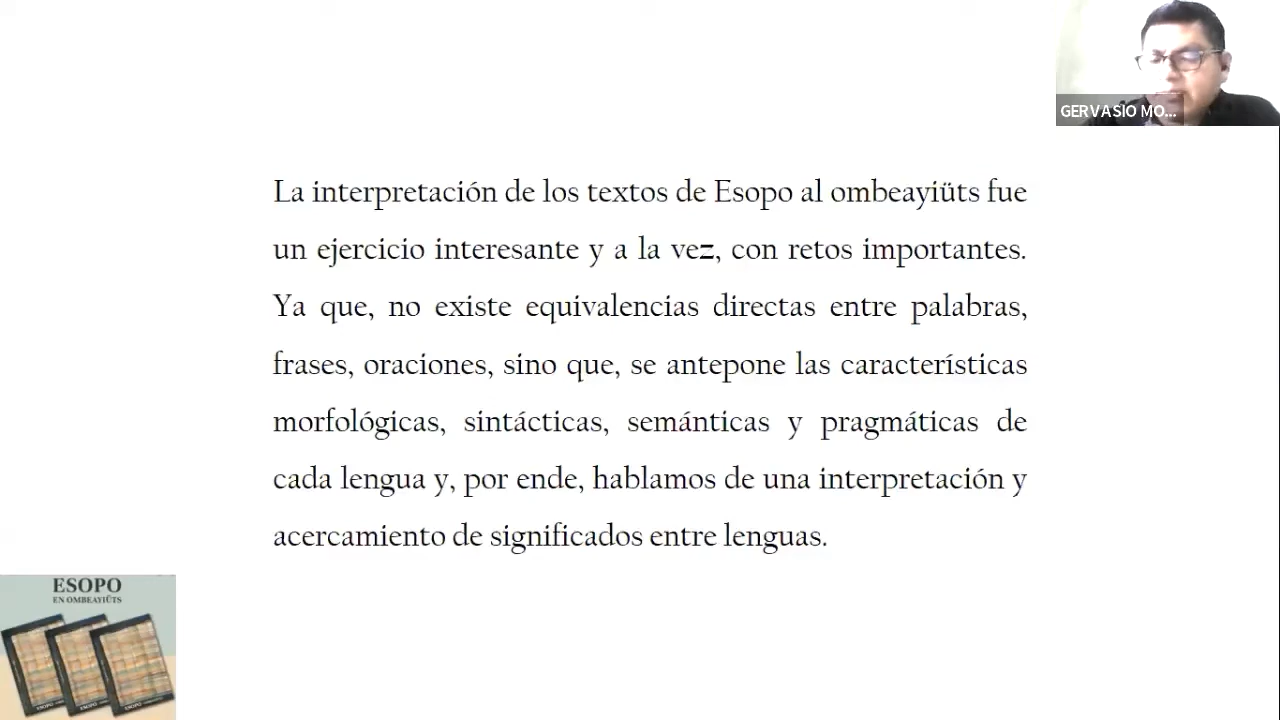 GERVASIO MO...
La interpretación de los textos de Esopo al ombeayiüts fue
un ejercicio interesante y a la vez, con retos importantes.
Ya que, no existe equivalencias directas entre palabras,
frases, oraciones, sino que, se antepone las características
morfológicas, sintácticas, semánticas y pragmáticas de
cada lengua y, por ende, hablamos de una interpretación y
acercamiento de significados entre lenguas.
ESOPO
EN OMBEAYIÜTS
ESOPO
ESOPO
ESOPO